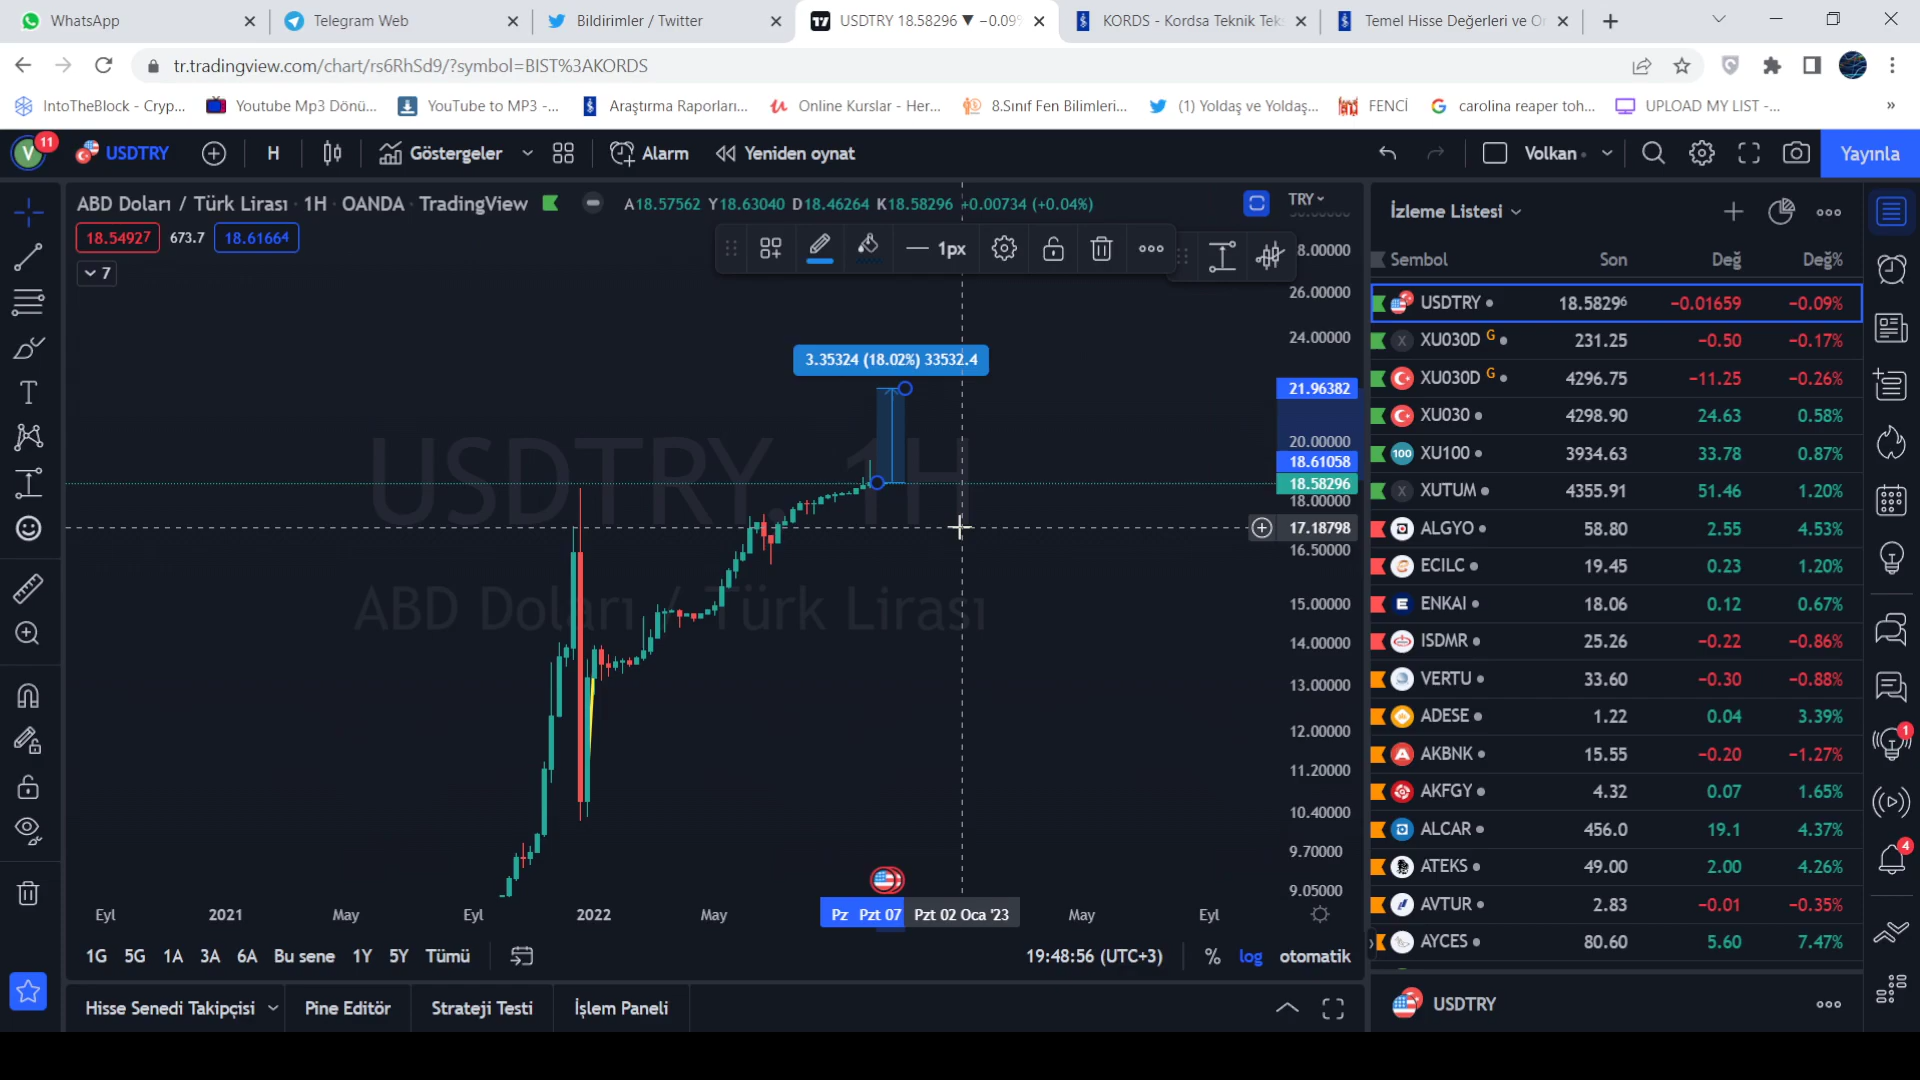 WhatsApp
Telegram Web
Bildirimler / Twitter
USDTRY 18.58296 ▼ −0.09%
KORDS - Kordsa Teknik Teks
Temel Hisse Değerleri ve Or
tr.tradingview.com/chart/rs6RhSd9/?symbol=BIST%3AKORDS
IntoTheBlock - Cryp...
Youtube Mp3 Dönü...
YouTube to MP3 -...
Araştırma Raporları...
Online Kurslar - Her...
8.Sınıf Fen Bilimleri...
(1) Yoldaş ve Yoldaş...
FENCİ
carolina reaper toh...
UPLOAD MY LIST -...
»
V 11
USDTRY
H
Göstergeler
Alarm
Yeniden oynat
Volkan
Yayınla
ABD Doları / Türk Lirası · 1H · OANDA · TradingView
A18.57562 Y18.63040 D18.46264 K18.58296 +0.00734 (+0.04%)
TRY
18.54927 673.7 18.61664
1px
7
USDTRY, 1H
ABD Doları / Türk Lirası
3.35324 (18.02%) 33532.4
8.00000
26.00000
24.00000
21.96382
20.00000
18.61058
18.58296
18.00000
17.18798
16.50000
15.00000
14.00000
13.00000
12.00000
11.20000
10.40000
9.70000
9.05000
Eyl 2021 May Eyl 2022 May Pz Pzt 07 Pzt 02 Oca '23 May Eyl
1G 5G 1A 3A 6A Bu sene 1Y 5Y Tümü
19:48:56 (UTC+3) % log otomatik
Hisse Senedi Takipçisi Pine Editör Strateji Testi İşlem Paneli
İzleme Listesi
Sembol Son Değ Değ%
USDTRY 18.58296 −0.01659 −0.09%
XU030D G 231.25 −0.50 −0.17%
XU030D G 4296.75 −11.25 −0.26%
XU030 4298.90 24.63 0.58%
100 XU100 3934.63 33.78 0.87%
XUTUM 4355.91 51.46 1.20%
ALGYO 58.80 2.55 4.53%
ECILC 19.45 0.23 1.20%
ENKAI 18.06 0.12 0.67%
ISDMR 25.26 −0.22 −0.86%
VERTU 33.60 −0.30 −0.88%
ADESE 1.22 0.04 3.39%
AKBNK 15.55 −0.20 −1.27%
AKFGY 4.32 0.07 1.65%
ALCAR 456.0 19.1 4.37%
ATEKS 49.00 2.00 4.26%
AVTUR 2.83 −0.01 −0.35%
AYCES 80.60 5.60 7.47%
USDTRY
1
4